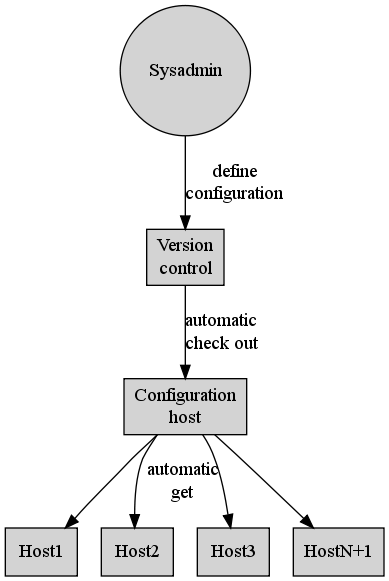 Sysadmin
define
configuration
Version
control
automatic
check out
Configuration
host
automatic
get
Host1
Host2
Host3
HostN+1